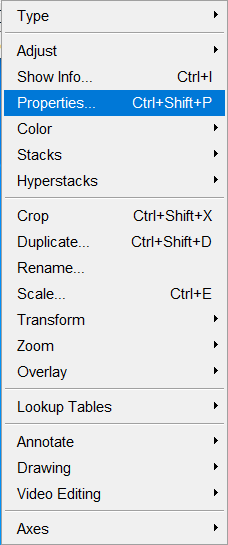 Type
Adjust
Show Info... Ctrl+I
Properties... Ctrl+Shift+P
Color
Stacks
Hyperstacks
Crop Ctrl+Shift+X
Duplicate... Ctrl+Shift+D
Rename...
Scale... Ctrl+E
Transform
Zoom
Overlay
Lookup Tables
Annotate
Drawing
Video Editing
Axes